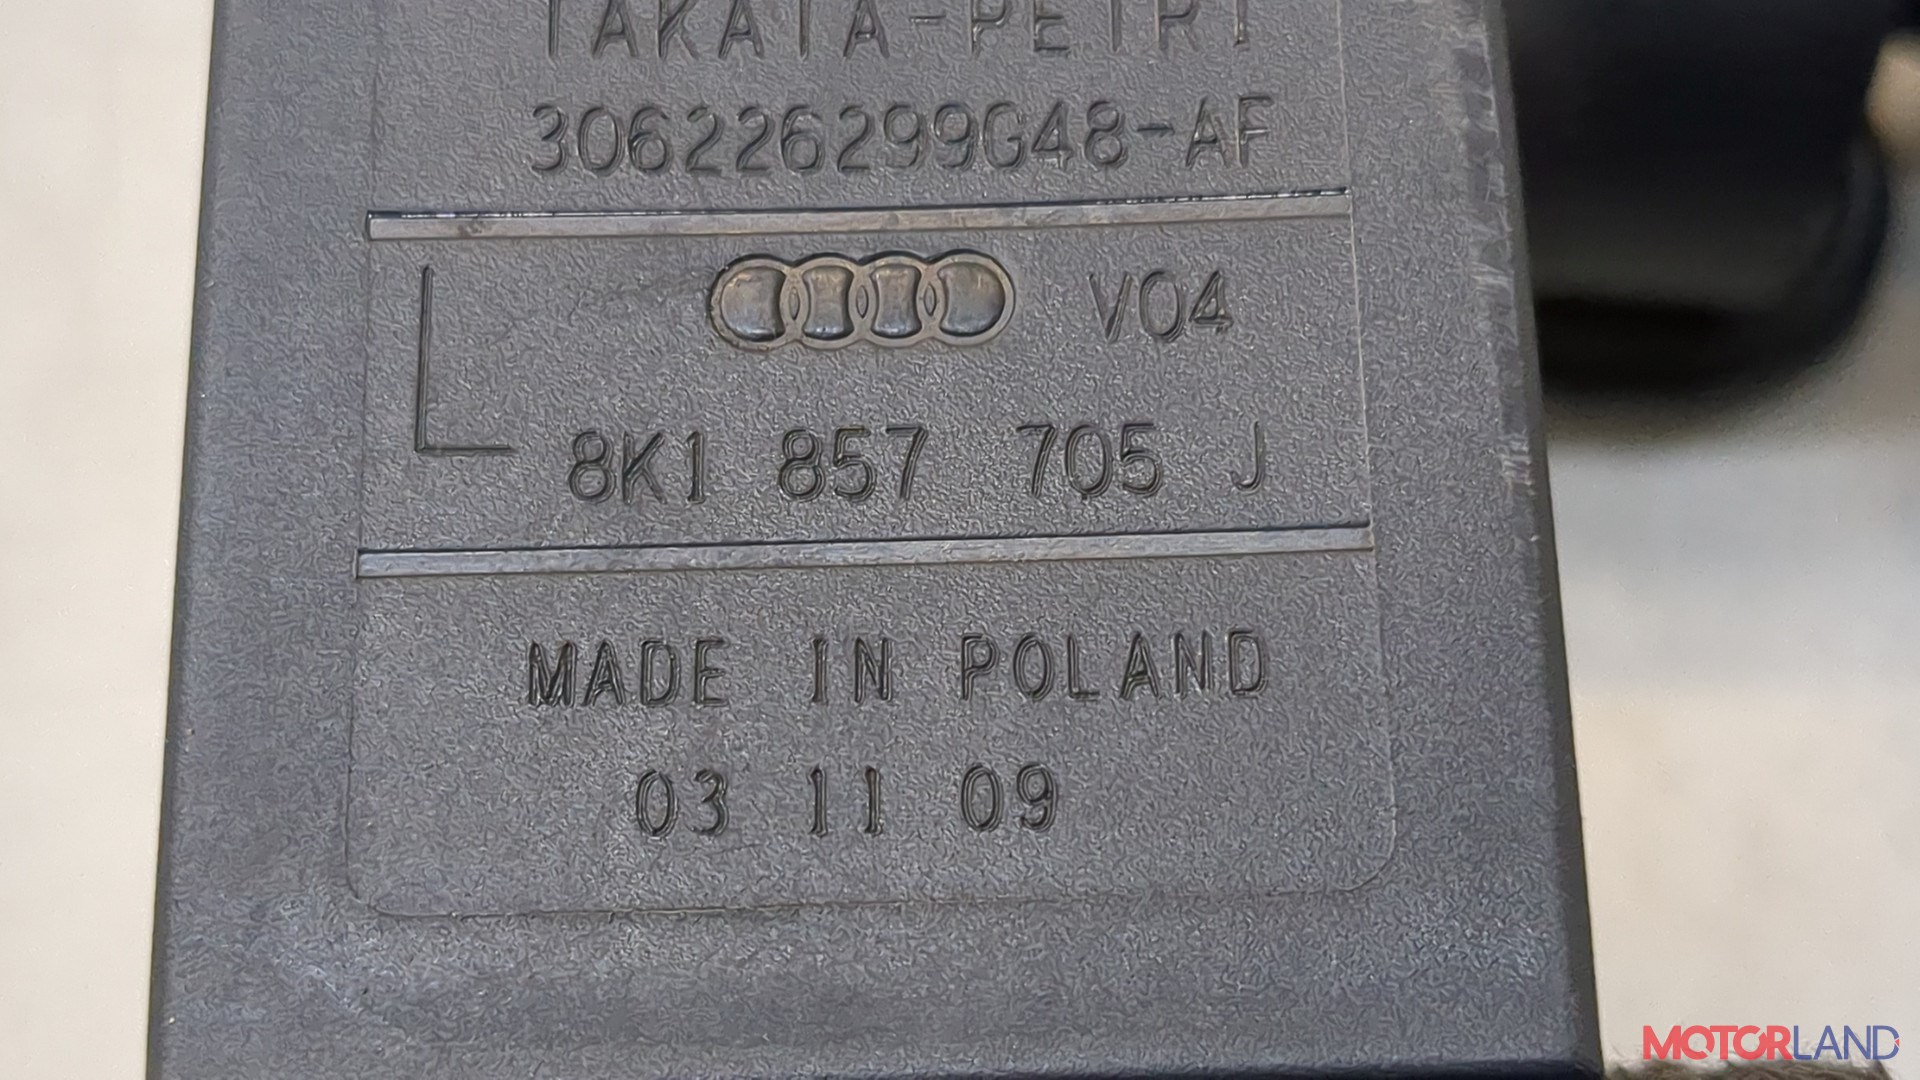 TAKATA-PETRI
306226299G48-AF
V04
L 8K1 857 705 J
MADE IN POLAND
03 11 09
MOTORLAND